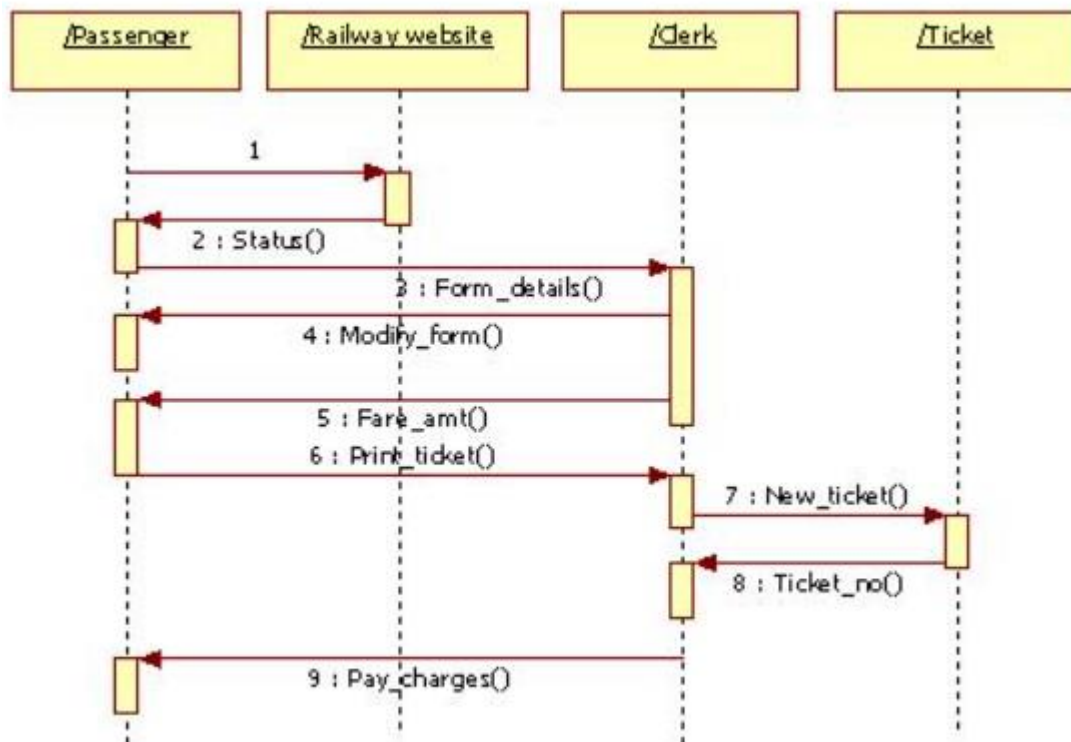 /Passenger
/Railway website
/Clerk
/Ticket
1
2 : Status()
3 : Form_details()
4 : Modify_form()
5 : Fare_amt()
6 : Print_ticket()
7 : New_ticket()
8 : Ticket_no()
9 : Pay_charges()